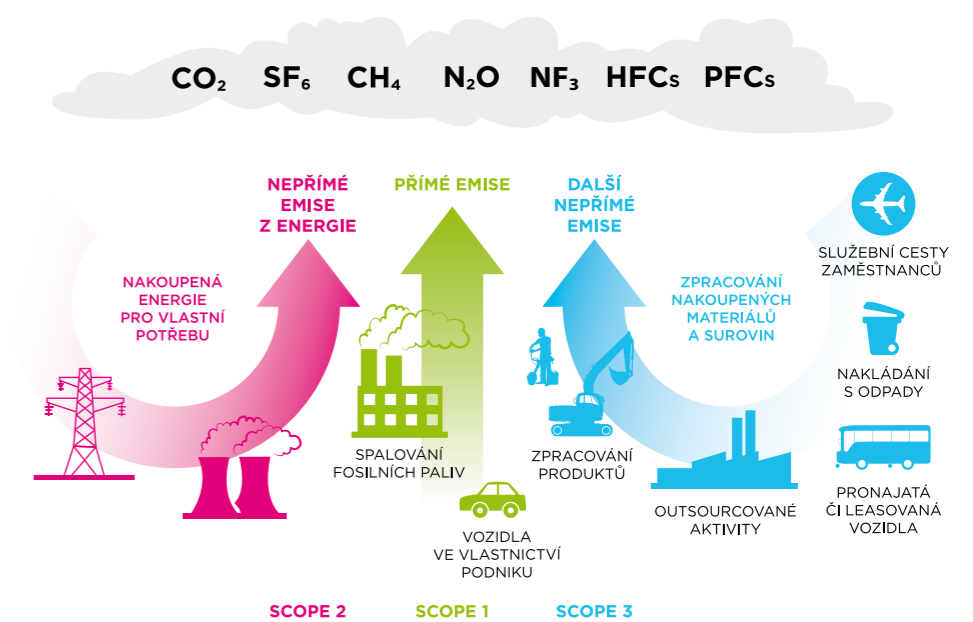 CO₂ SF₆ CH₄ N₂O NF₃ HFCs PFCs
NEPŘÍMÉ
EMISE
Z ENERGIE
PŘÍMÉ EMISE
DALŠÍ
NEPŘÍMÉ
EMISE
NAKOUPENÁ
ENERGIE
PRO VLASTNÍ
POTŘEBU
ZPRACOVÁNÍ
NAKOUPENÝCH
MATERIÁLŮ
A SUROVIN
SLUŽEBNÍ CESTY
ZAMĚSTNANCŮ
NAKLÁDÁNÍ
S ODPADY
SPALOVÁNÍ
FOSILNÍCH PALIV
ZPRACOVÁNÍ
PRODUKTŮ
OUTSOURCOVANÉ
AKTIVITY
PRONAJATÁ
ČI LEASOVANÁ
VOZIDLA
VOZIDLA
VE VLASTNICTVÍ
PODNIKU
SCOPE 2 SCOPE 1 SCOPE 3